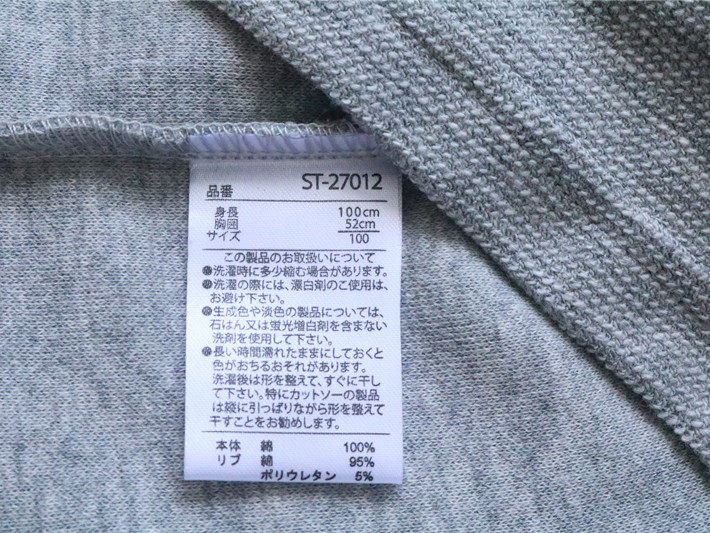 品番 ST-27012
身長 100cm
胸囲 52cm
サイズ 100
この製品のお取扱いについて
●洗濯時に多少縮む場合があります。
●洗濯の際には、漂白剤のご使用は、
お避け下さい。
●生成色や淡色の製品については、
石けん又は蛍光増白剤を含まない
洗剤を使用して下さい。
●長い時間濡れたままにしておくと
色がおちるおそれがあります。
洗濯後は形を整えて、すぐに干し
て下さい。特にカットソーの製品
は縦に引っぱりながら形を整えて
干すことをお勧めします。
本体 綿 100%
リブ 綿 95%
ポリウレタン 5%